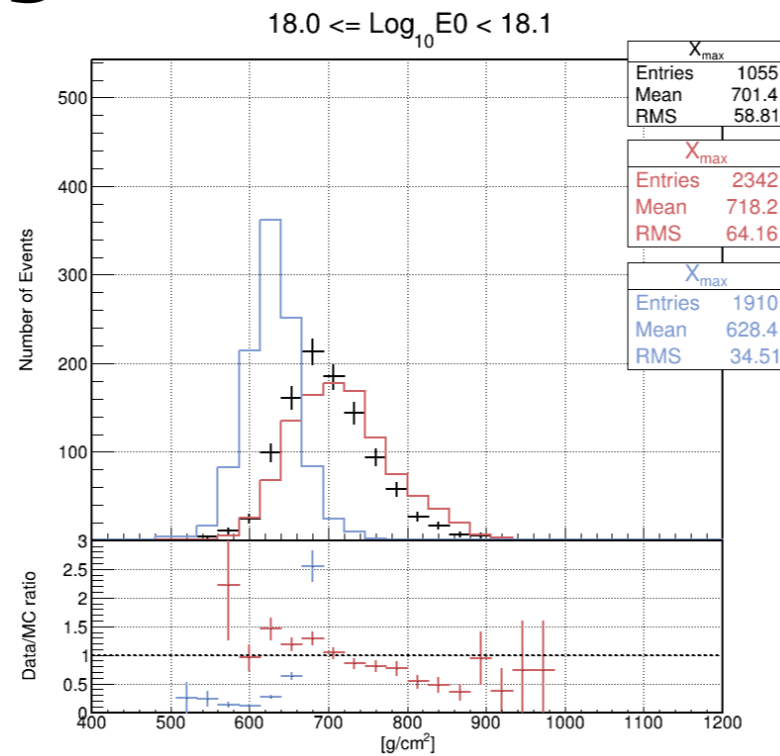 18.0 <= Log10E0 < 18.1
Xmax
Entries 1055
Mean 701.4
RMS 58.81
Xmax
Entries 2342
Mean 718.2
RMS 64.16
Xmax
Entries 1910
Mean 628.4
RMS 34.51
Number of Events
500
400
300
200
100
Data/MC ratio
3
2.5
2
1.5
1
0.5
0
400 500 600 700 800 900 1000 1100 1200
[g/cm²]